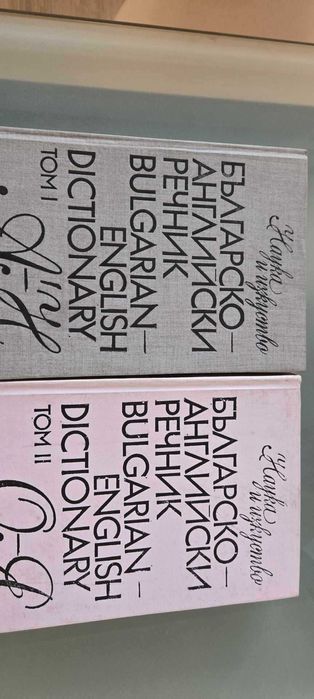 Наука и изкуство
БЪЛГАРСКО–
АНГЛИЙСКИ
РЕЧНИК
BULGARIAN–
ENGLISH
DICTIONARY
ТОМ I
Наука и изкуство
БЪЛГАРСКО–
АНГЛИЙСКИ
РЕЧНИК
BULGARIAN–
ENGLISH
DICTIONARY
ТОМ II
О–Я